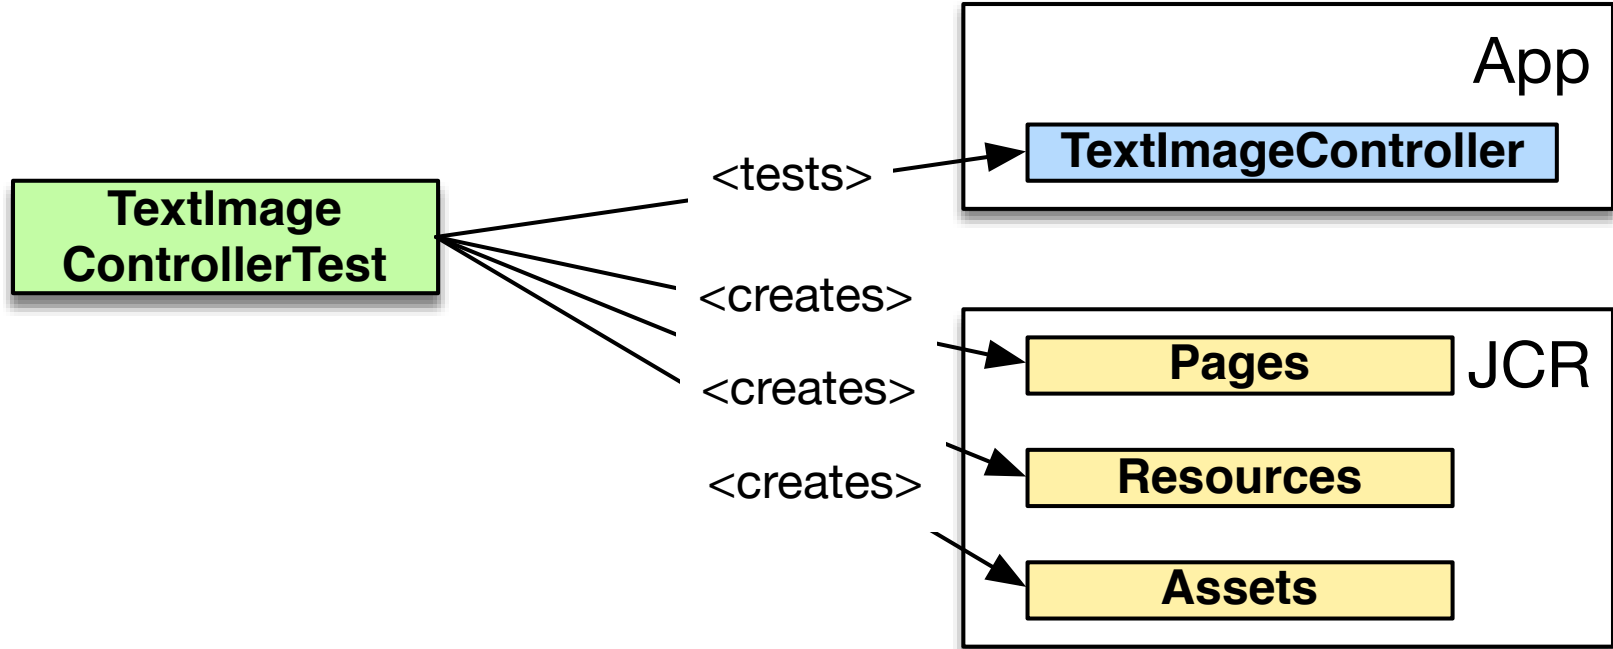 App
TextImageController
<tests>
TextImage
ControllerTest
<creates>
Pages
JCR
<creates>
Resources
<creates>
Assets